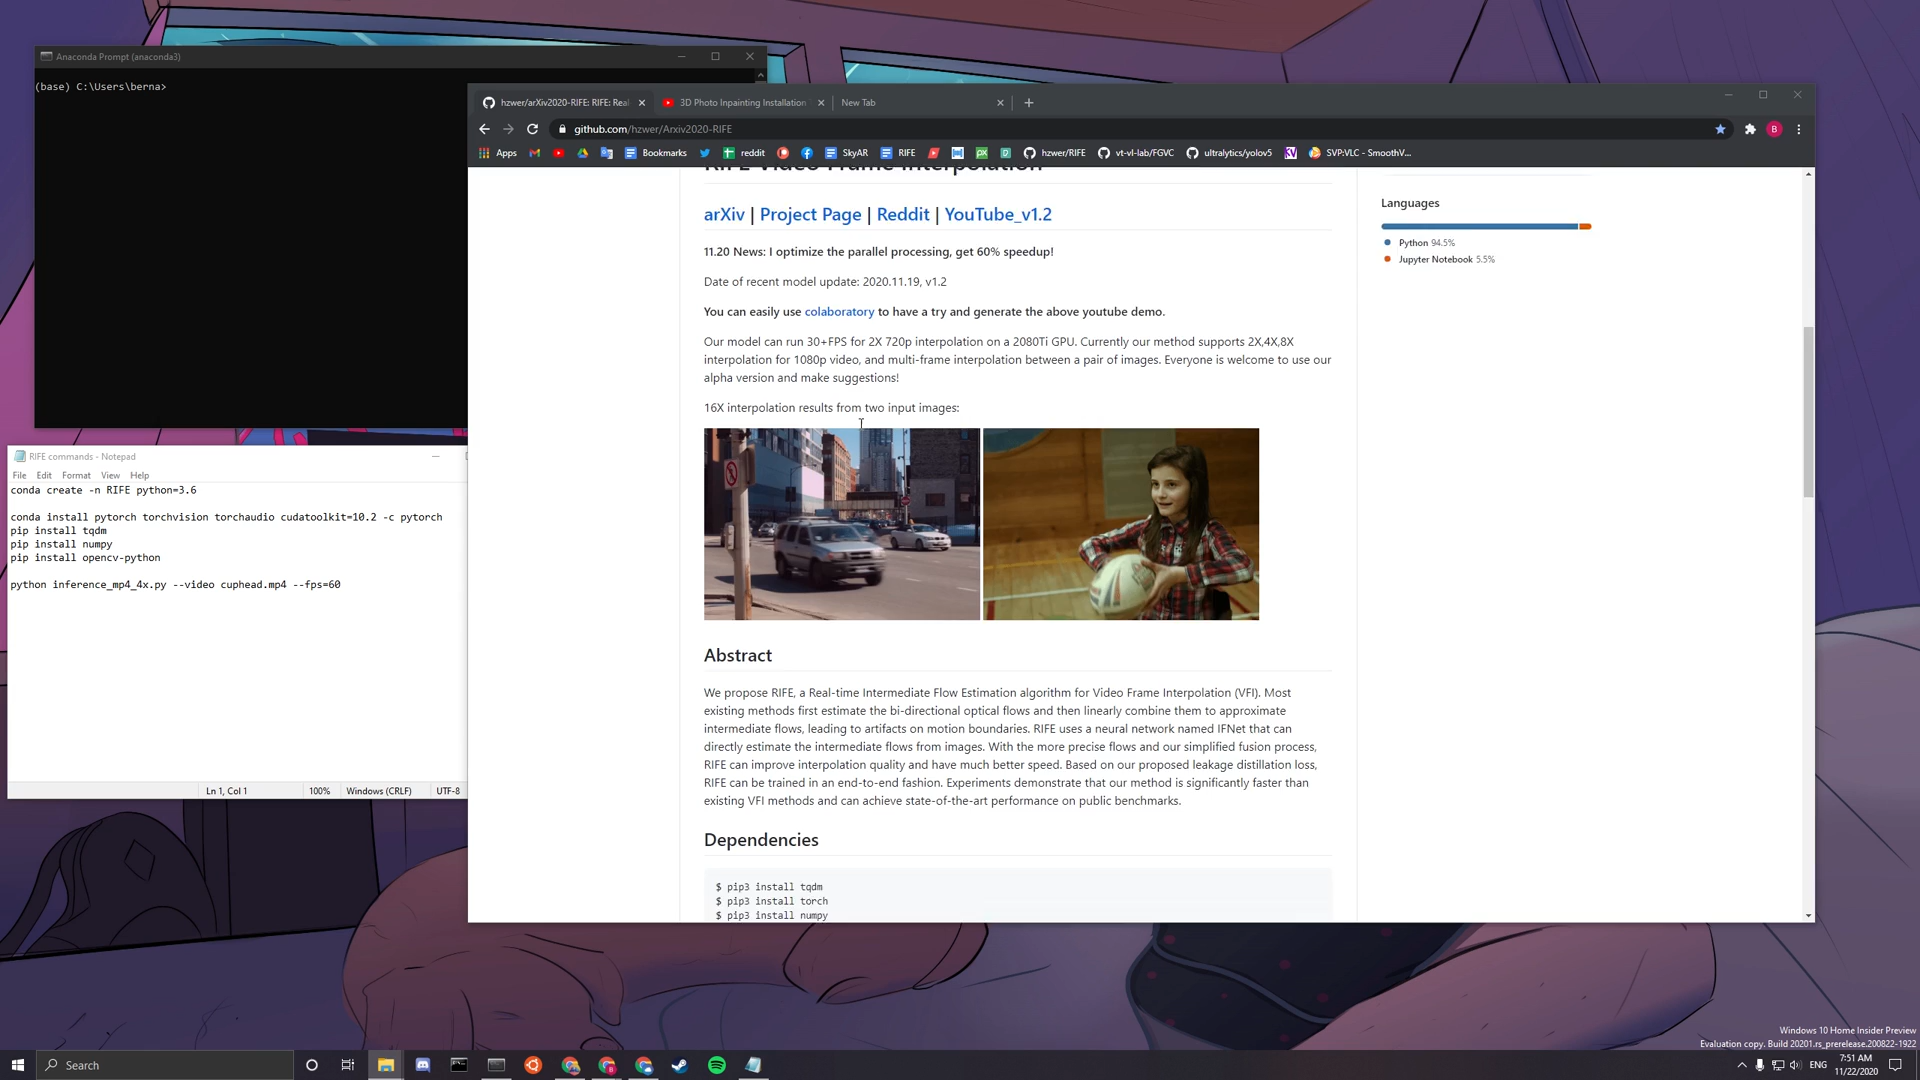 Anaconda Prompt (anaconda3)
(base) C:\Users\berna>
hzwer/arXiv2020-RIFE: RIFE: Real
3D Photo Inpainting Installation
New Tab
github.com/hzwer/Arxiv2020-RIFE
B
Apps
Bookmarks
reddit
SkyAR
RIFE
hzwer/RIFE
vt-vl-lab/FGVC
ultralytics/yolov5
SVP:VLC - SmoothV...
RIFE Video Frame Interpolation
arXiv | Project Page | Reddit | YouTube_v1.2
11.20 News: I optimize the parallel processing, get 60% speedup!
Date of recent model update: 2020.11.19, v1.2
You can easily use colaboratory to have a try and generate the above youtube demo.
Our model can run 30+FPS for 2X 720p interpolation on a 2080Ti GPU. Currently our method supports 2X,4X,8X
interpolation for 1080p video, and multi-frame interpolation between a pair of images. Everyone is welcome to use our
alpha version and make suggestions!
16X interpolation results from two input images:
Abstract
We propose RIFE, a Real-time Intermediate Flow Estimation algorithm for Video Frame Interpolation (VFI). Most
existing methods first estimate the bi-directional optical flows and then linearly combine them to approximate
intermediate flows, leading to artifacts on motion boundaries. RIFE uses a neural network named IFNet that can
directly estimate the intermediate flows from images. With the more precise flows and our simplified fusion process,
RIFE can improve interpolation quality and have much better speed. Based on our proposed leakage distillation loss,
RIFE can be trained in an end-to-end fashion. Experiments demonstrate that our method is significantly faster than
existing VFI methods and can achieve state-of-the-art performance on public benchmarks.
Dependencies
$ pip3 install tqdm
$ pip3 install torch
$ pip3 install numpy
Languages
Python 94.5%
Jupyter Notebook 5.5%
RIFE commands - Notepad
File Edit Format View Help
conda create -n RIFE python=3.6
conda install pytorch torchvision torchaudio cudatoolkit=10.2 -c pytorch
pip install tqdm
pip install numpy
pip install opencv-python
python inference_mp4_4x.py --video cuphead.mp4 --fps=60
Ln 1, Col 1
100%
Windows (CRLF)
UTF-8
Windows 10 Home Insider Preview
Evaluation copy. Build 20201.rs_prerelease.200822-1922
Search
ENG
7:51 AM
11/22/2020